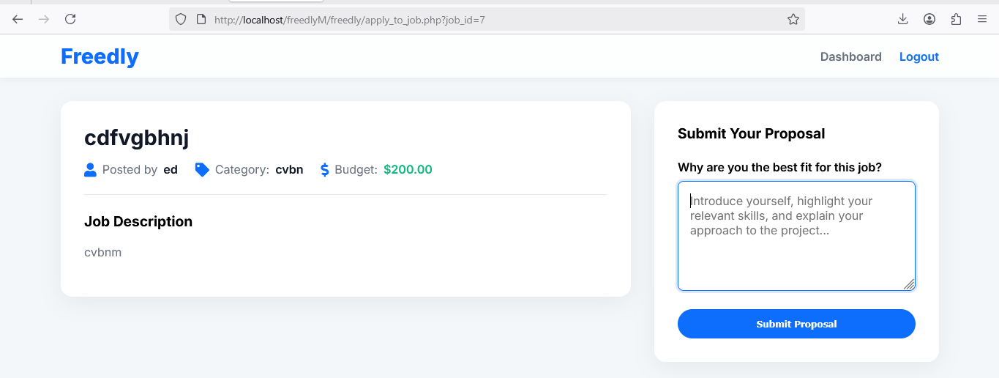 http://localhost/freedlyM/freedly/apply_to_job.php?job_id=7
Freedly
Dashboard
Logout
cdfvgbhnj
Posted by ed
Category: cvbn
Budget: $200.00
Job Description
cvbnm
Submit Your Proposal
Why are you the best fit for this job?
Introduce yourself, highlight your
relevant skills, and explain your
approach to the project...
Submit Proposal